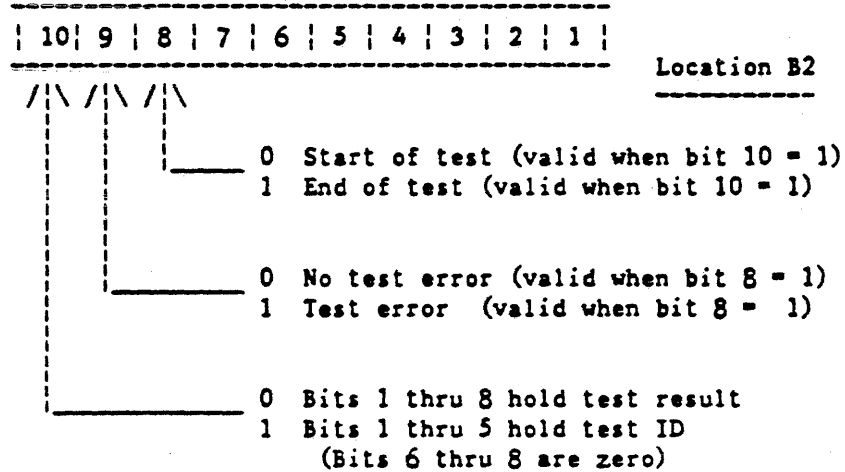 | 10| 9 | 8 | 7 | 6 | 5 | 4 | 3 | 2 | 1 |
Location B2
0 Start of test (valid when bit 10 = 1)
1 End of test (valid when bit 10 = 1)
0 No test error (valid when bit 8 = 1)
1 Test error (valid when bit 8 = 1)
0 Bits 1 thru 8 hold test result
1 Bits 1 thru 5 hold test ID
(Bits 6 thru 8 are zero)